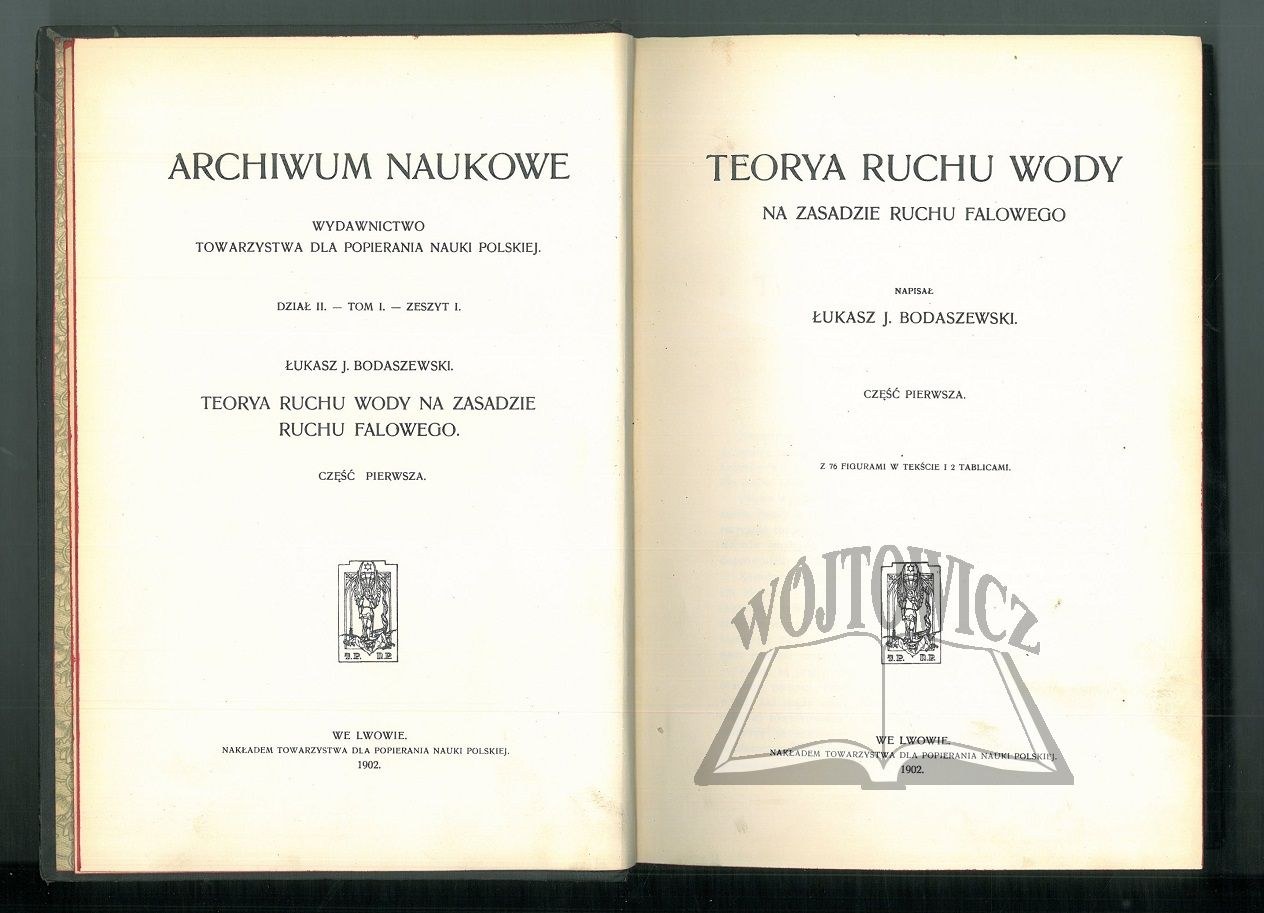 ARCHIWUM NAUKOWE
WYDAWNICTWO
TOWARZYSTWA DLA POPIERANIA NAUKI POLSKIEJ.
DZIAŁ II. — TOM I. — ZESZYT I.
ŁUKASZ J. BODASZEWSKI.
TEORYA RUCHU WODY NA ZASADZIE
RUCHU FALOWEGO.
CZĘŚĆ PIERWSZA.
T. P. N. P.
WE LWOWIE.
NAKŁADEM TOWARZYSTWA DLA POPIERANIA NAUKI POLSKIEJ.
1902.
TEORYA RUCHU WODY
NA ZASADZIE RUCHU FALOWEGO
NAPISAŁ
ŁUKASZ J. BODASZEWSKI.
CZĘŚĆ PIERWSZA.
Z 76 FIGURAMI W TEKŚCIE I 2 TABLICAMI.
WÓJTOWICZ
T. P. N. P.
WE LWOWIE.
NAKŁADEM TOWARZYSTWA DLA POPIERANIA NAUKI POLSKIEJ.
1902.